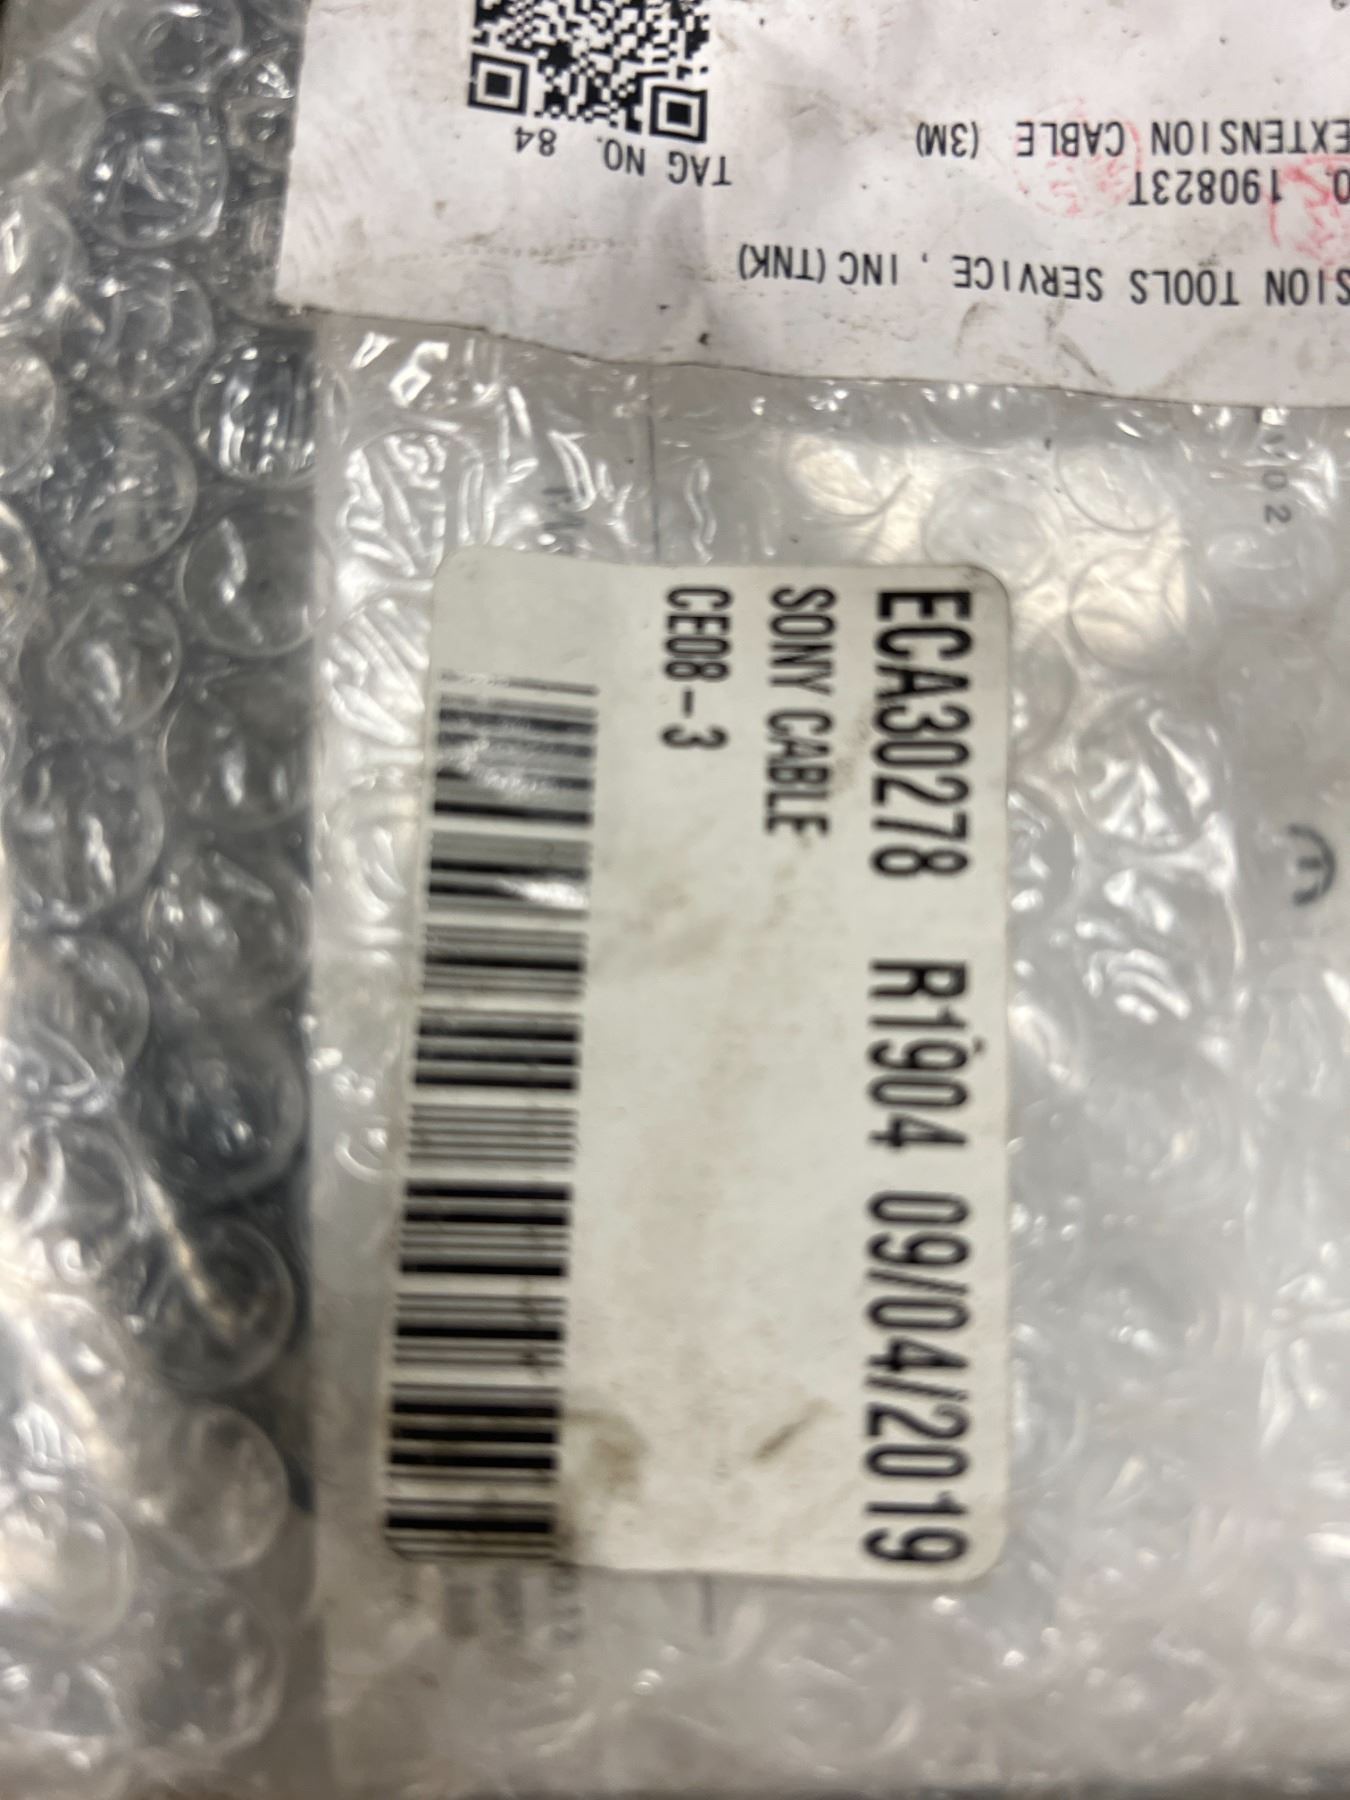 SION TOOLS SERVICE , INC (TNK)
0. 190823T
EXTENSION CABLE (3M)
TAG NO. 84
ECA30278 R1904 09/04/2019
SONY CABLE
CE08-3